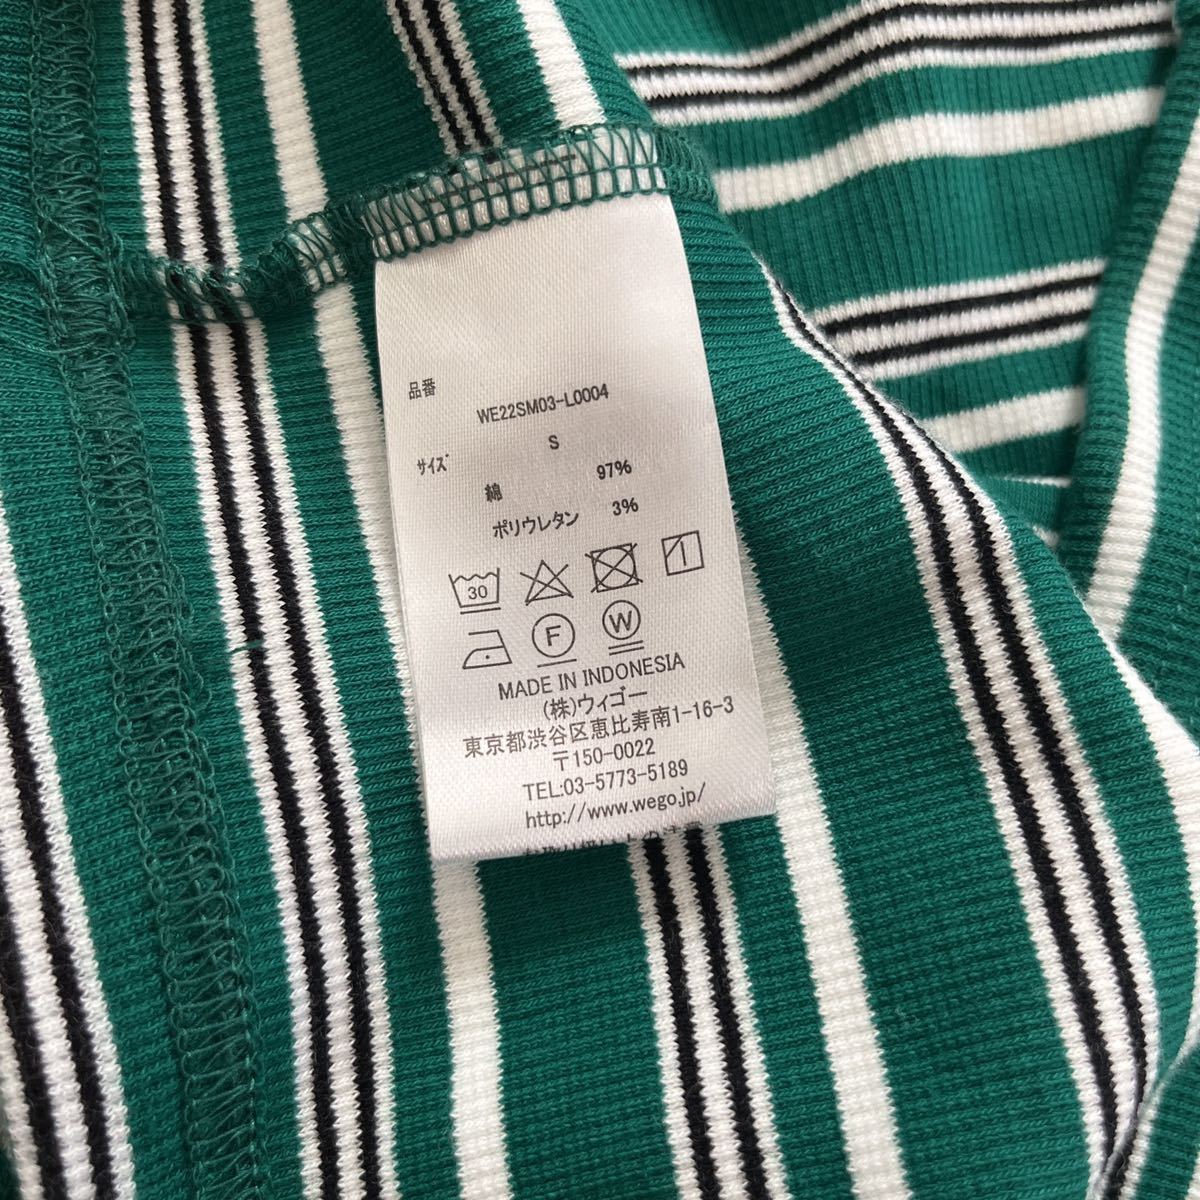 品番
WE22SM03-L0004
サイズ S
綿 97%
ポリウレタン 3%
30
F W
MADE IN INDONESIA
(株)ウィゴー
東京都渋谷区恵比寿南1-16-3
〒150-0022
TEL:03-5773-5189
http://www.wego.jp/